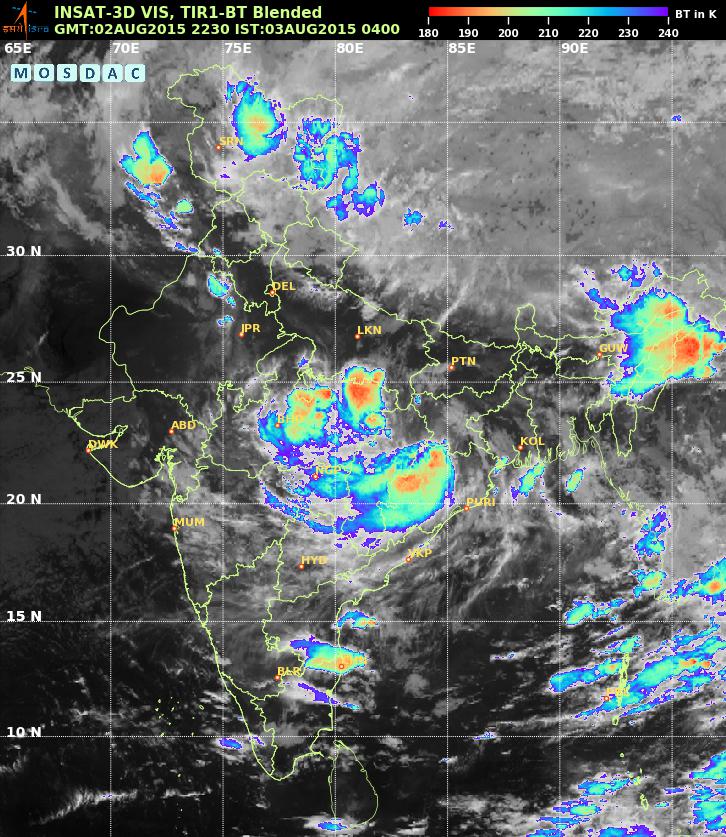 INSAT-3D VIS, TIR1-BT Blended
GMT:02AUG2015 2230 IST:03AUG2015 0400
BT in K
180 190 200 210 220 230 240
65E 70E 75E 80E 85E 90E
MOSDAC
SRN
30 N
DEL
JPR LKN
GUW
PTN
25 N
ABD
KOL
DWK
NGP
20 N
PURI
MUM
VKP
HYD
15 N
BLR
10 N